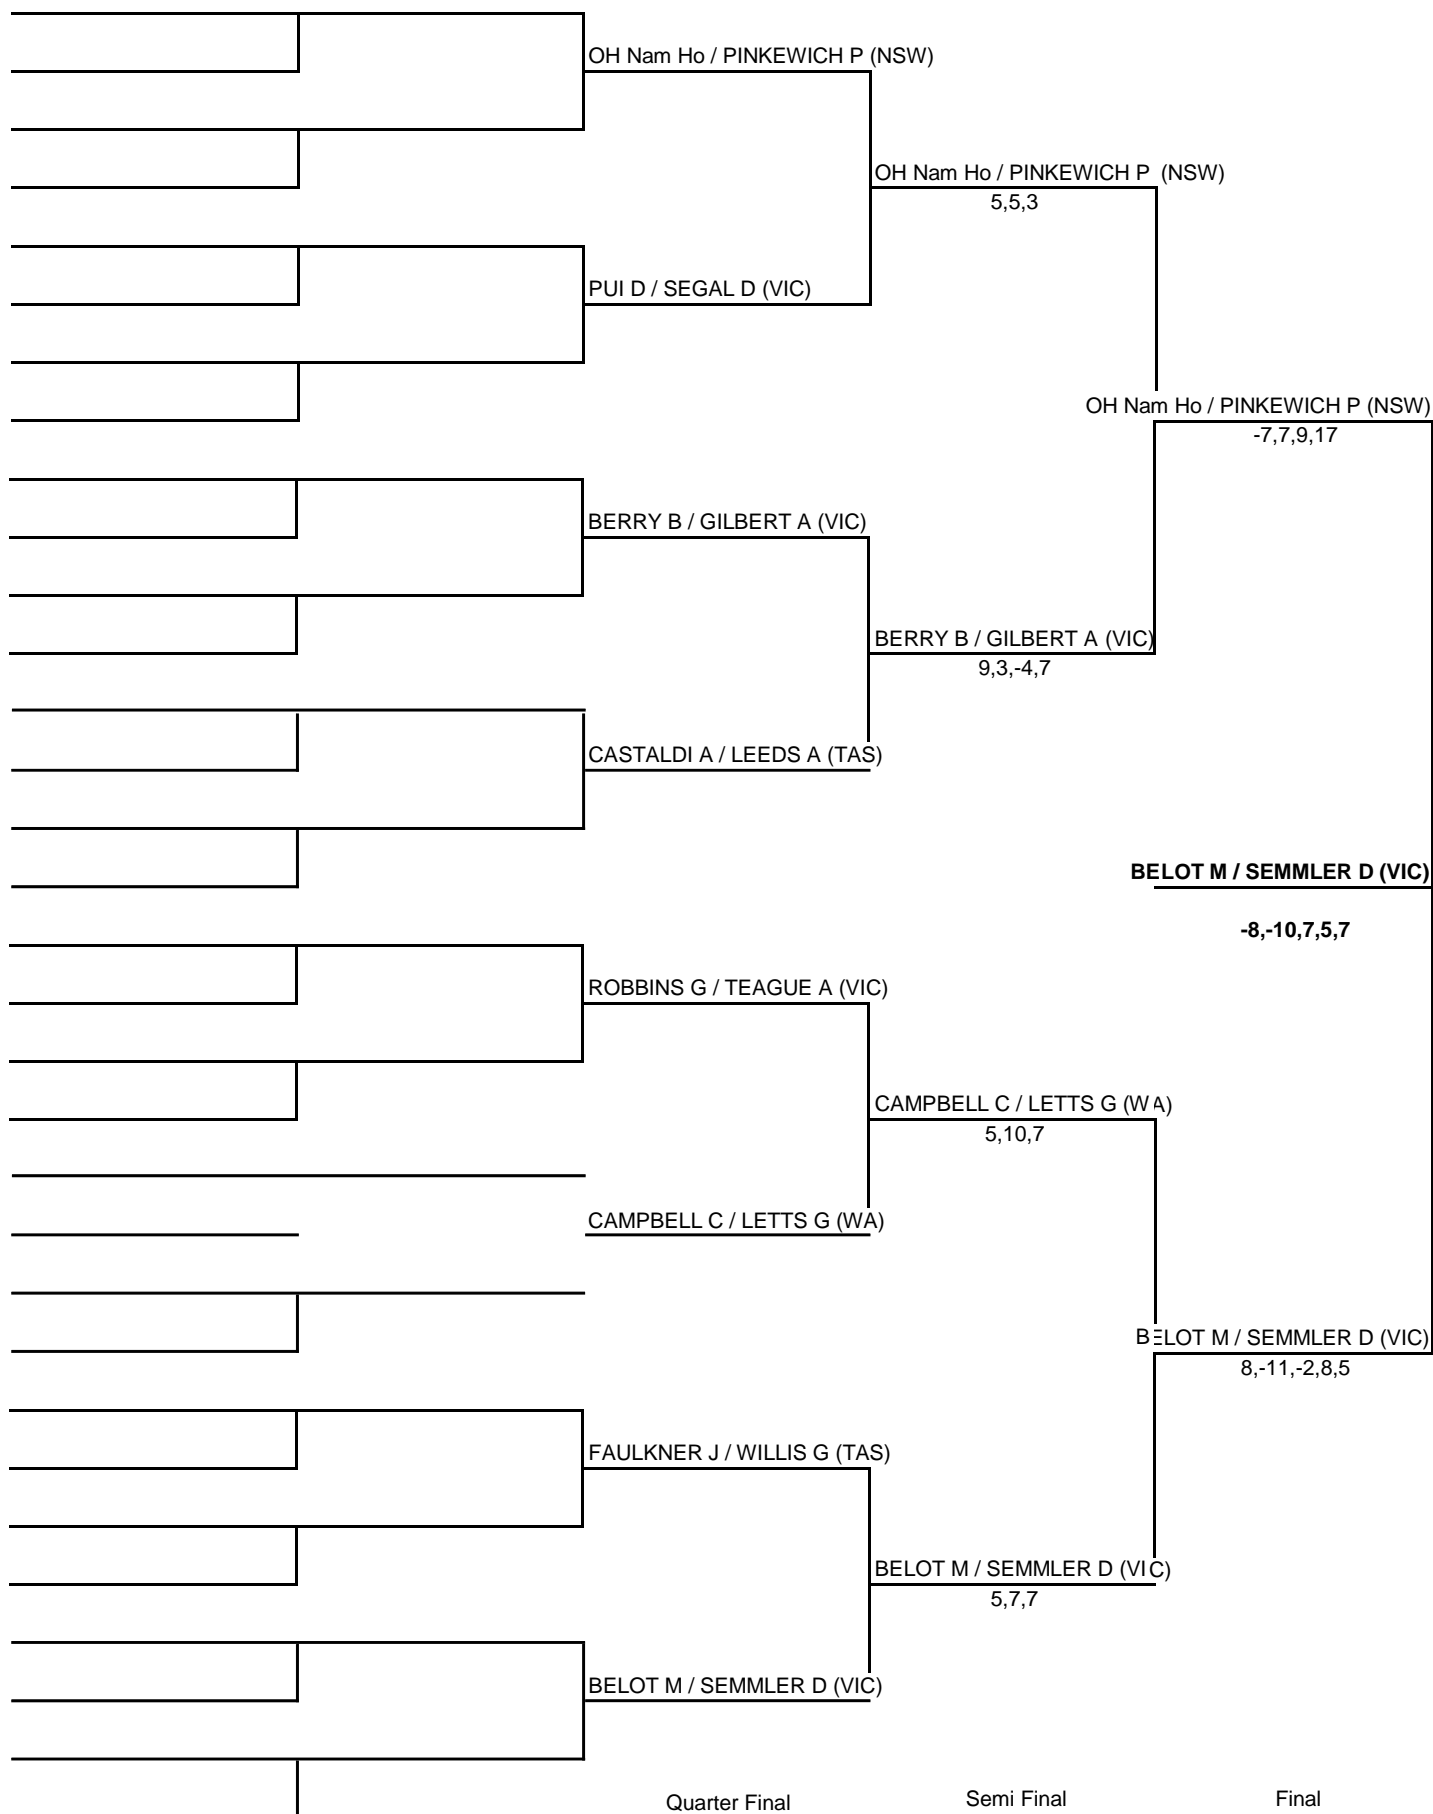 OH Nam Ho / PINKEWICH P (NSW)
OH Nam Ho / PINKEWICH P (NSW)
5,5,3
PUI D / SEGAL D (VIC)
OH Nam Ho / PINKEWICH P (NSW)
-7,7,9,17
BERRY B / GILBERT A (VIC)
BERRY B / GILBERT A (VIC)
9,3,-4,7
CASTALDI A / LEEDS A (TAS)
BELOT M / SEMMLER D (VIC)
-8,-10,7,5,7
ROBBINS G / TEAGUE A (VIC)
CAMPBELL C / LETTS G (WA)
5,10,7
CAMPBELL C / LETTS G (WA)
BELOT M / SEMMLER D (VIC)
8,-11,-2,8,5
FAULKNER J / WILLIS G (TAS)
BELOT M / SEMMLER D (VIC)
5,7,7
BELOT M / SEMMLER D (VIC)
Quarter Final
Semi Final
Final